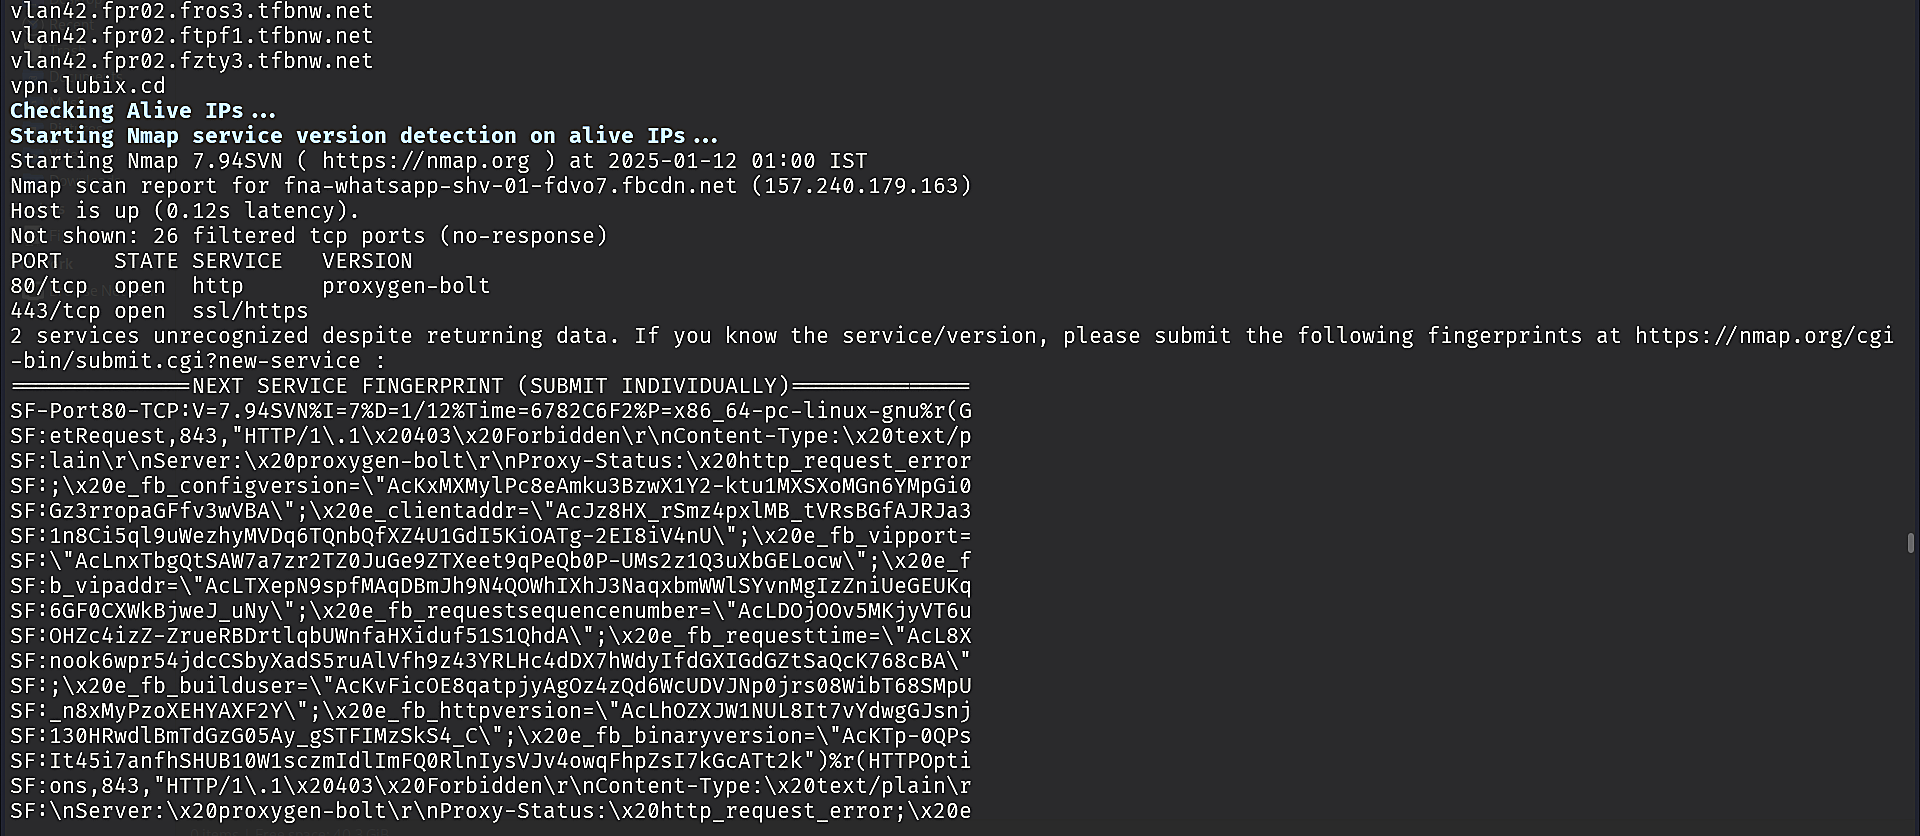 vlan42.fpr02.fros3.tfbnw.net
vlan42.fpr02.ftpf1.tfbnw.net
vlan42.fpr02.fzty3.tfbnw.net
vpn.lubix.cd
Checking Alive IPs...
Starting Nmap service version detection on alive IPs...
Starting Nmap 7.94SVN ( https://nmap.org ) at 2025-01-12 01:00 IST
Nmap scan report for fna-whatsapp-shv-01-fdvo7.fbcdn.net (157.240.179.163)
Host is up (0.12s latency).
Not shown: 26 filtered tcp ports (no-response)
PORT    STATE SERVICE   VERSION
80/tcp  open  http      proxygen-bolt
443/tcp open  ssl/https
2 services unrecognized despite returning data. If you know the service/version, please submit the following fingerprints at https://nmap.org/cgi
-bin/submit.cgi?new-service :
==============NEXT SERVICE FINGERPRINT (SUBMIT INDIVIDUALLY)==============
SF-Port80-TCP:V=7.94SVN%I=7%D=1/12%Time=6782C6F2%P=x86_64-pc-linux-gnu%r(G
SF:etRequest,843,"HTTP/1\.1\x20403\x20Forbidden\r\nContent-Type:\x20text/p
SF:lain\r\nServer:\x20proxygen-bolt\r\nProxy-Status:\x20http_request_error
SF:;\x20e_fb_configversion=\"AcKxMXMylPc8eAmku3BzwX1Y2-ktu1MXSXoMGn6YMpGi0
SF:Gz3rropaGFfv3wVBA\";\x20e_clientaddr=\"AcJz8HX_rSmz4pxlMB_tVRsBGfAJRJa3
SF:1n8Ci5ql9uWezhyMVDq6TQnbQfXZ4U1GdI5KiOATg-2EI8iV4nU\";\x20e_fb_vipport=
SF:\"AcLnxTbgQtSAW7a7zr2TZ0JuGe9ZTXeet9qPeQb0P-UMs2z1Q3uXbGELocw\";\x20e_f
SF:b_vipaddr=\"AcLTXepN9spfMAqDBmJh9N4QOWhIXhJ3NaqxbmWWlSYvnMgIzZniUeGEUKq
SF:6GF0CXWkBjweJ_uNy\";\x20e_fb_requestsequencenumber=\"AcLDOjOOv5MKjyVT6u
SF:OHZc4izZ-ZrueRBDrtlqbUWnfaHXiduf51S1QhdA\";\x20e_fb_requesttime=\"AcL8X
SF:nook6wpr54jdcCSbyXadS5ruAlVfh9z43YRLHc4dDX7hWdyIfdGXIGdGZtSaQcK768cBA\"
SF:;\x20e_fb_builduser=\"AcKvFicOE8qatpjyAgOz4zQd6WcUDVJNp0jrs08WibT68SMpU
SF:_n8xMyPzoXEHYAXF2Y\";\x20e_fb_httpversion=\"AcLhOZXJW1NUL8It7vYdwgGJsnj
SF:130HRwdlBmTdGzG05Ay_gSTFIMzSkS4_C\";\x20e_fb_binaryversion=\"AcKTp-0QPs
SF:It45i7anfhSHUB10W1sczmIdlImFQ0RlnIysVJv4owqFhpZsI7kGcATt2k")%r(HTTPOpti
SF:ons,843,"HTTP/1\.1\x20403\x20Forbidden\r\nContent-Type:\x20text/plain\r
SF:\nServer:\x20proxygen-bolt\r\nProxy-Status:\x20http_request_error;\x20e